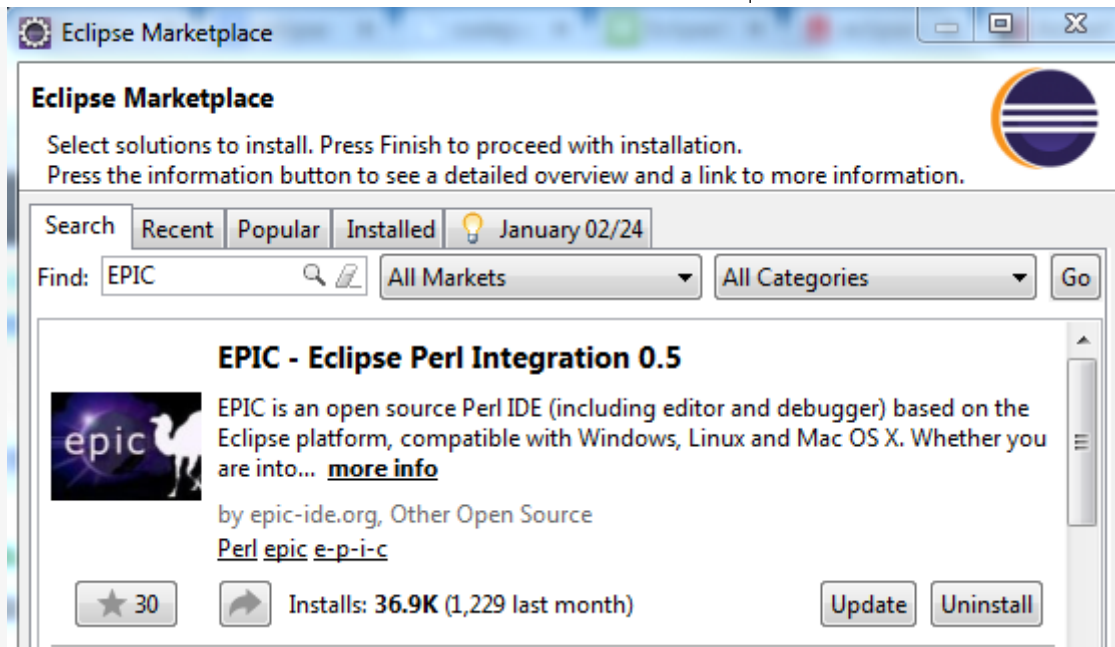 Eclipse Marketplace
Eclipse Marketplace
Select solutions to install. Press Finish to proceed with installation.
Press the information button to see a detailed overview and a link to more information.
Search Recent Popular Installed January 02/24
Find: EPIC All Markets All Categories Go
EPIC - Eclipse Perl Integration 0.5
epic
EPIC is an open source Perl IDE (including editor and debugger) based on the
Eclipse platform, compatible with Windows, Linux and Mac OS X. Whether you
are into... more info
by epic-ide.org, Other Open Source
Perl epic e-p-i-c
30 Installs: 36.9K (1,229 last month) Update Uninstall